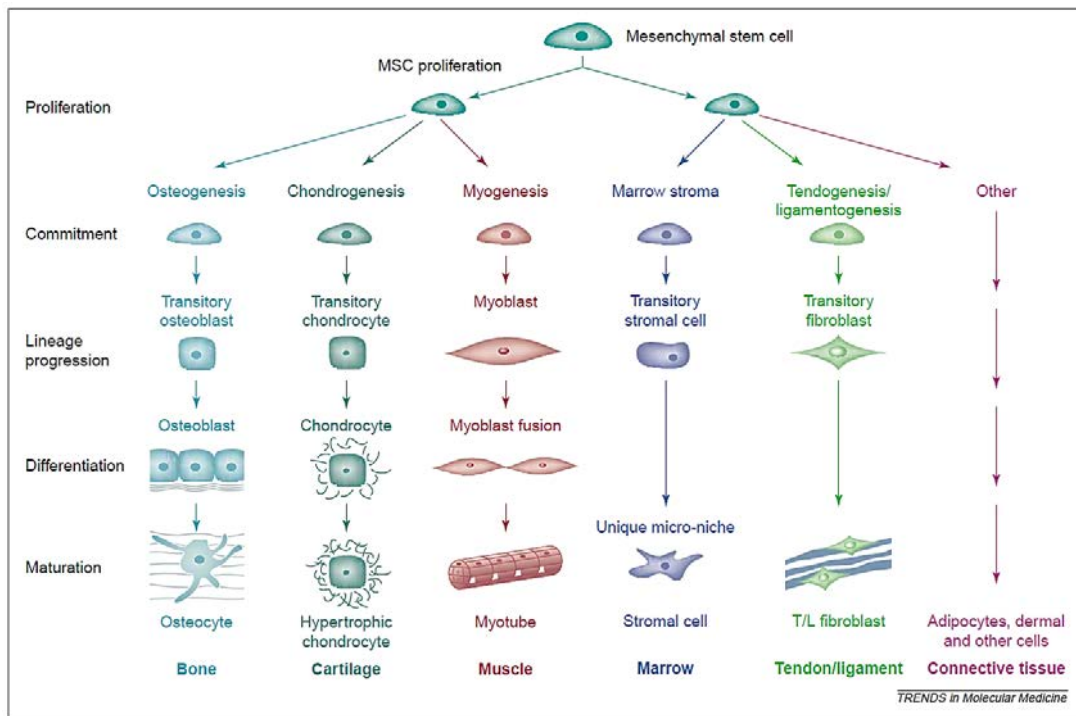 Mesenchymal stem cell
MSC proliferation
Proliferation
Osteogenesis
Chondrogenesis
Myogenesis
Marrow stroma
Tendogenesis/
ligamentogenesis
Other
Commitment
Transitory
osteoblast
Transitory
chondrocyte
Myoblast
Transitory
stromal cell
Transitory
fibroblast
Lineage
progression
Osteoblast
Chondrocyte
Myoblast fusion
Differentiation
Unique micro-niche
Maturation
Osteocyte
Hypertrophic
chondrocyte
Myotube
Stromal cell
T/L fibroblast
Adipocytes, dermal
and other cells
Bone
Cartilage
Muscle
Marrow
Tendon/ligament
Connective tissue
TRENDS in Molecular Medicine